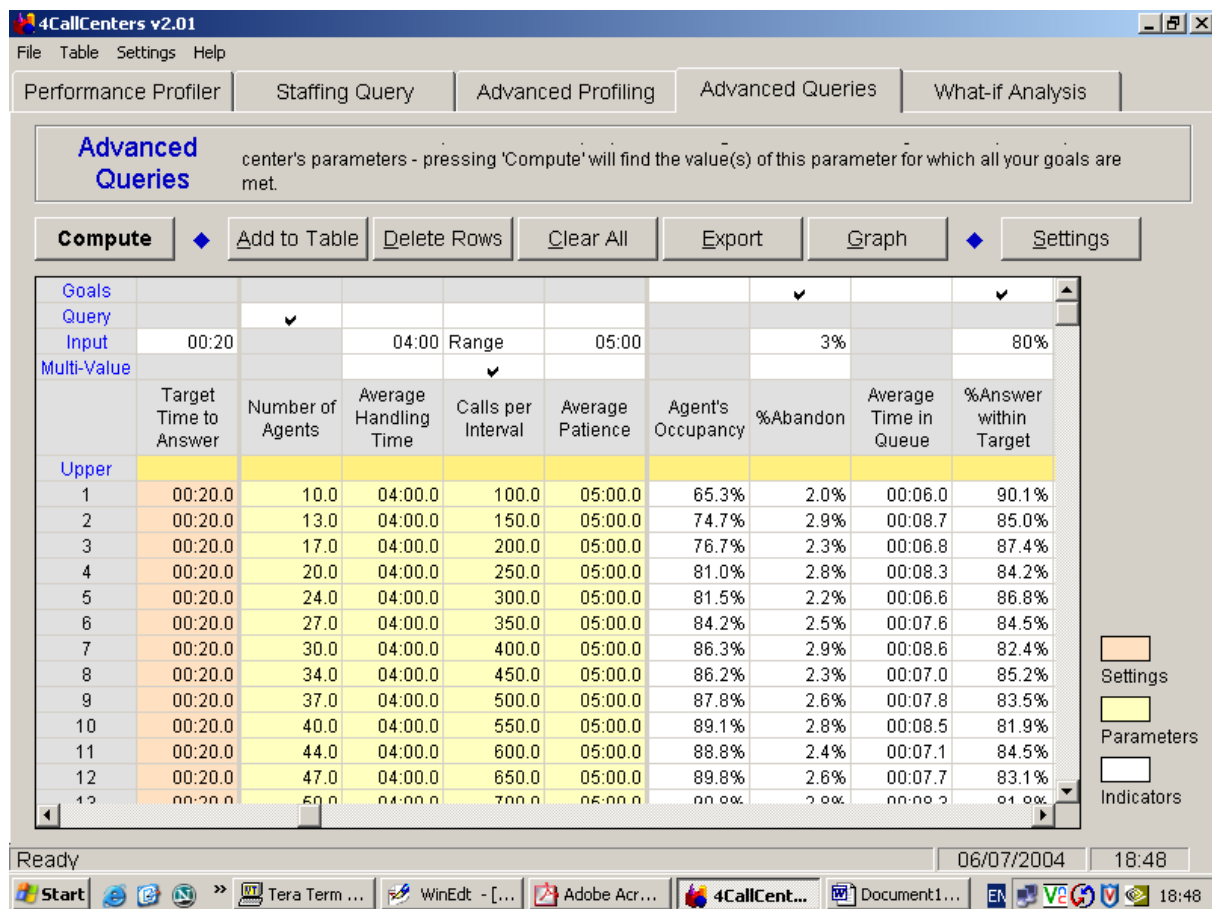 4CallCenters v2.01
File Table Settings Help
Performance Profiler Staffing Query Advanced Profiling Advanced Queries What-if Analysis
Advanced Queries
center's parameters - pressing 'Compute' will find the value(s) of this parameter for which all your goals are
met.
Compute Add to Table Delete Rows Clear All Export Graph Settings
Goals
Query
Input 00:20 04:00 Range 05:00 3% 80%
Multi-Value
Target Time to Answer Number of Agents Average Handling Time Calls per Interval Average Patience Agent's Occupancy %Abandon Average Time in Queue %Answer within Target
Upper
1 00:20.0 10.0 04:00.0 100.0 05:00.0 65.3% 2.0% 00:06.0 90.1%
2 00:20.0 13.0 04:00.0 150.0 05:00.0 74.7% 2.9% 00:08.7 85.0%
3 00:20.0 17.0 04:00.0 200.0 05:00.0 76.7% 2.3% 00:06.8 87.4%
4 00:20.0 20.0 04:00.0 250.0 05:00.0 81.0% 2.8% 00:08.3 84.2%
5 00:20.0 24.0 04:00.0 300.0 05:00.0 81.5% 2.2% 00:06.6 86.8%
6 00:20.0 27.0 04:00.0 350.0 05:00.0 84.2% 2.5% 00:07.6 84.5%
7 00:20.0 30.0 04:00.0 400.0 05:00.0 86.3% 2.9% 00:08.6 82.4%
8 00:20.0 34.0 04:00.0 450.0 05:00.0 86.2% 2.3% 00:07.0 85.2%
9 00:20.0 37.0 04:00.0 500.0 05:00.0 87.8% 2.6% 00:07.8 83.5%
10 00:20.0 40.0 04:00.0 550.0 05:00.0 89.1% 2.8% 00:08.5 81.9%
11 00:20.0 44.0 04:00.0 600.0 05:00.0 88.8% 2.4% 00:07.1 84.5%
12 00:20.0 47.0 04:00.0 650.0 05:00.0 89.8% 2.6% 00:07.7 83.1%
Settings
Parameters
Indicators
Ready 06/07/2004 18:48
Start Tera Term ... WinEdt - [... Adobe Acr... 4CallCent... Document1... EN 18:48